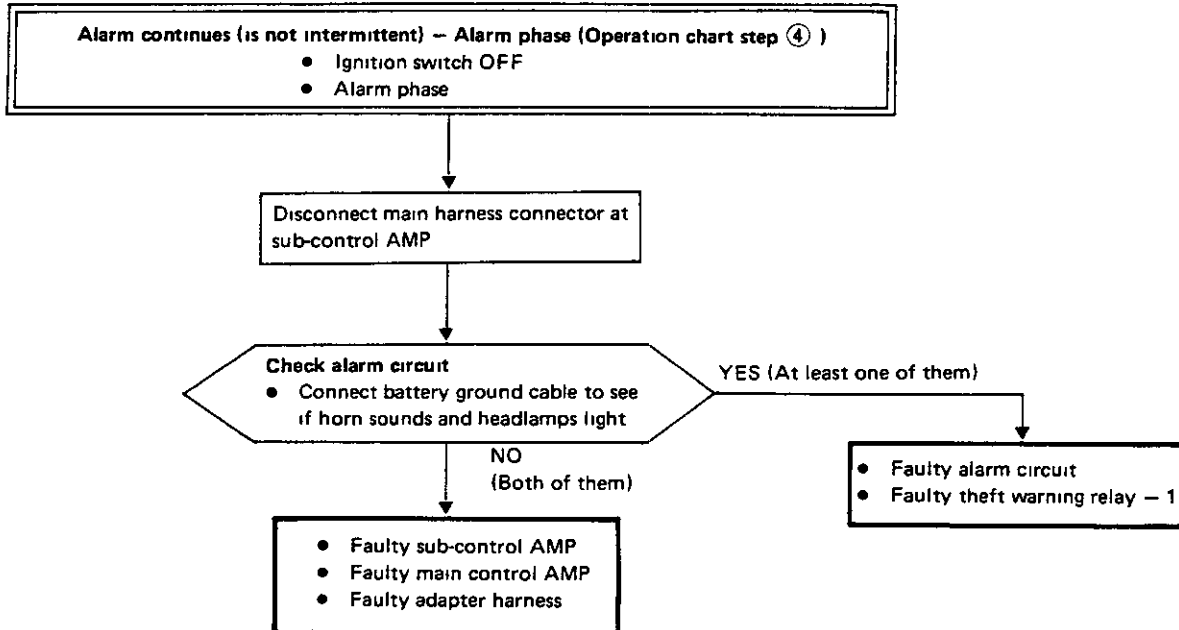 Alarm continues (is not intermittent) – Alarm phase (Operation chart step ④ )
● Ignition switch OFF
● Alarm phase
Disconnect main harness connector at
sub-control AMP
Check alarm circuit
● Connect battery ground cable to see
if horn sounds and headlamps light
YES (At least one of them)
NO
(Both of them)
● Faulty alarm circuit
● Faulty theft warning relay – 1
● Faulty sub-control AMP
● Faulty main control AMP
● Faulty adapter harness